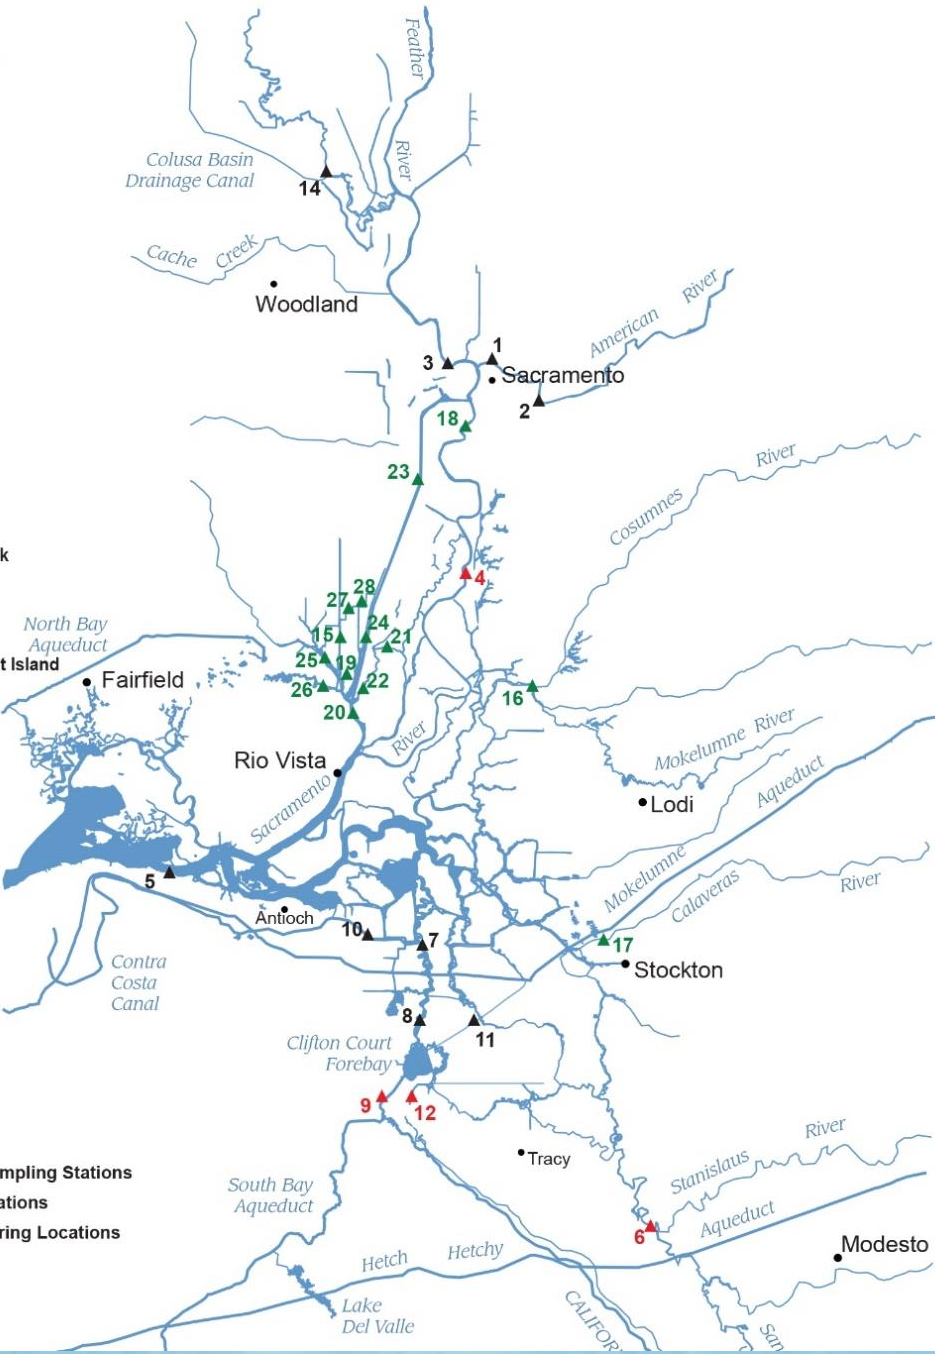 Feather
River
Colusa Basin
Drainage Canal
14
Cache Creek
Woodland
American River
1
3
Sacramento
2
18
23
Cosumnes River
k
4
28
27
North Bay
Aqueduct
24
15
21
t Island
25
19
Fairfield
26
22
16
20
River
Mokelumne River
Rio Vista
Sacramento
Lodi
Mokelumne Aqueduct
5
Calaveras River
Antioch
10
7
17
Stockton
Contra
Costa
Canal
8
11
Clifton Court
Forebay
9
12
Tracy
Stanislaus River
mpling Stations
ations
South Bay
Aqueduct
ring Locations
6
Modesto
Hetch Hetchy Aqueduct
Lake
Del Valle
CALIFOR
San